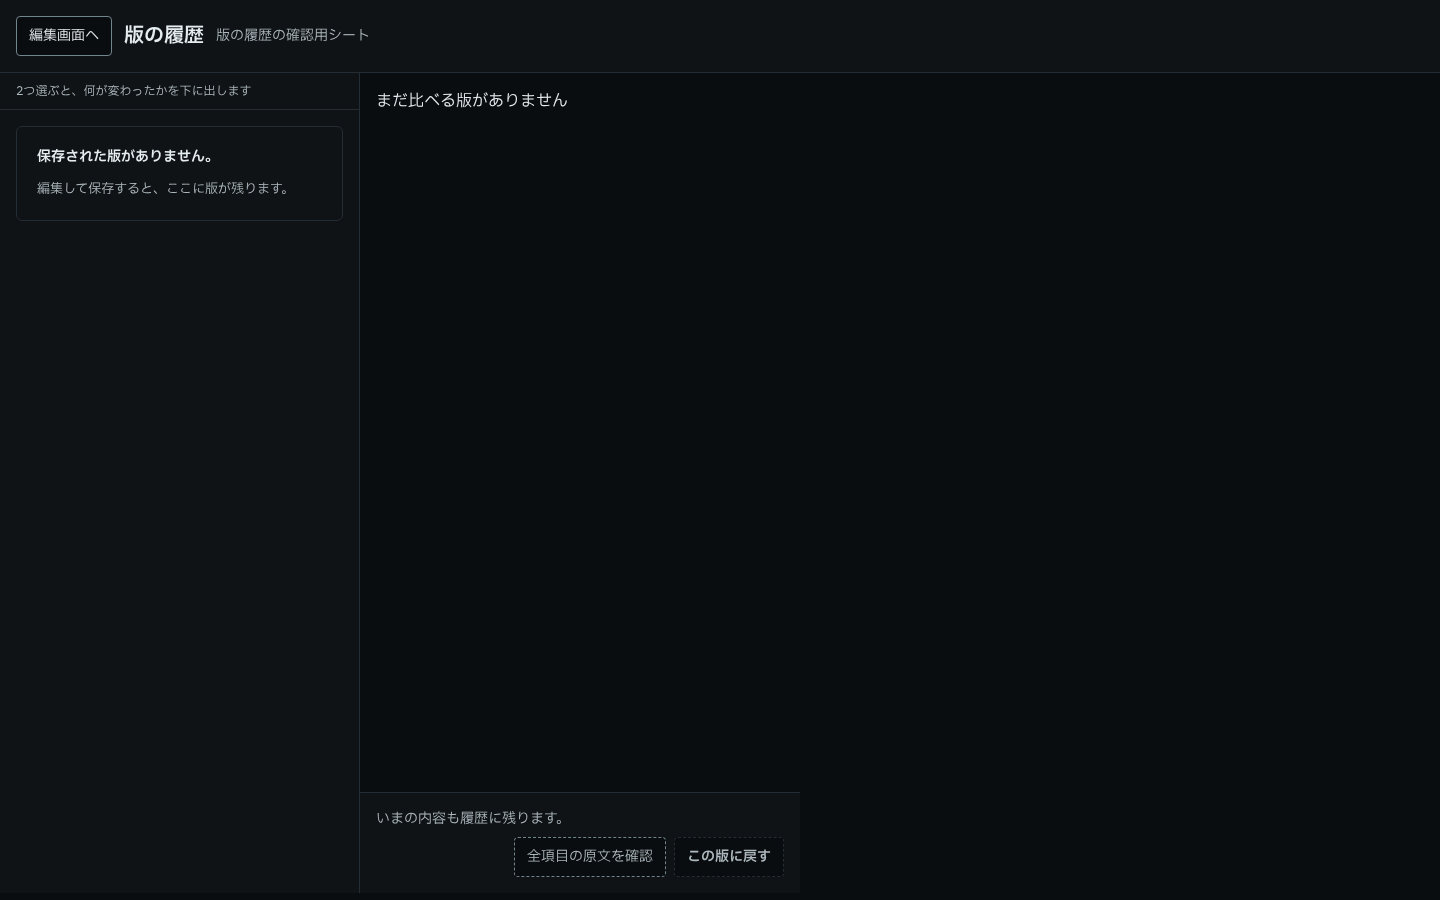 編集画面へ
版の履歴
版の履歴の確認用シート
2つ選ぶと、何が変わったかを下に出します
保存された版がありません。
編集して保存すると、ここに版が残ります。
まだ比べる版がありません
いまの内容も履歴に残ります。
全項目の原文を確認
この版に戻す